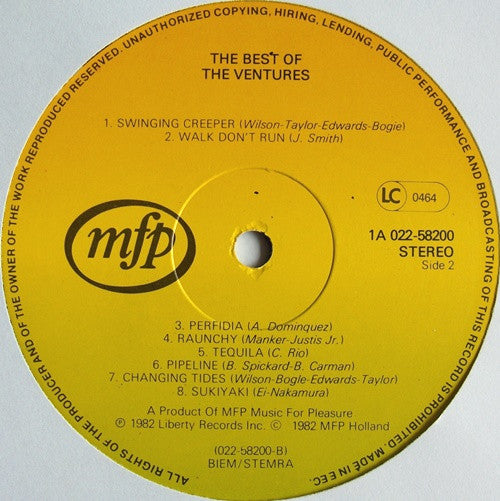 ALL RIGHTS OF THE PRODUCER AND OF THE OWNER OF THE WORK REPRODUCED RESERVED. UNAUTHORIZED COPYING, HIRING, LENDING, PUBLIC PERFORMANCE AND BROADCASTING OF THIS RECORD IS PROHIBITED. MADE IN EEC.
THE BEST OF
THE VENTURES
1. SWINGING CREEPER (Wilson-Taylor-Edwards-Bogie)
2. WALK DON'T RUN (J. Smith)
LC 0464
mfp
1A 022-58200
STEREO
Side 2
3. PERFIDIA (A. Dominquez)
4. RAUNCHY (Manker-Justis Jr.)
5. TEQUILA (C. Rio)
6. PIPELINE (B. Spickard-B. Carman)
7. CHANGING TIDES (Wilson-Bogle-Edwards-Taylor)
8. SUKIYAKI (Ei-Nakamura)
A Product Of MFP Music For Pleasure
Ⓟ 1982 Liberty Records Inc. © 1982 MFP Holland
(022-58200-B)
BIEM/STEMRA